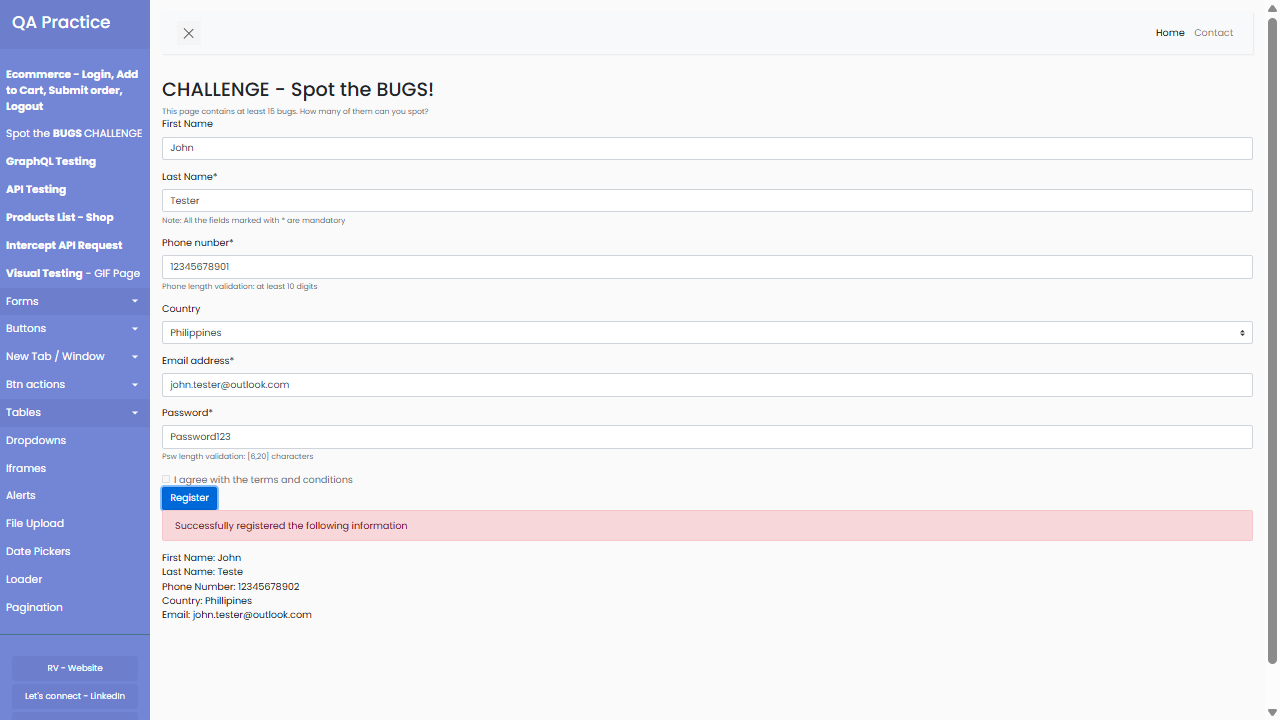 QA Practice
Ecommerce - Login, Add
to Cart, Submit order,
Logout
Spot the BUGS CHALLENGE
GraphQL Testing
API Testing
Products List - Shop
Intercept API Request
Visual Testing - GIF Page
Forms
Buttons
New Tab / Window
Btn actions
Tables
Dropdowns
Iframes
Alerts
File Upload
Date Pickers
Loader
Pagination
RV - Website
Let's connect - LinkedIn
Home Contact
CHALLENGE - Spot the BUGS!
This page contains at least 15 bugs. How many of them can you spot?
First Name
John
Last Name*
Tester
Note: All the fields marked with * are mandatory
Phone nunber*
12345678901
Phone length validation: at least 10 digits
Country
Philippines
Email address*
john.tester@outlook.com
Password*
Password123
Psw length validation: [6,20] characters
I agree with the terms and conditions
Register
Successfully registered the following information
First Name: John
Last Name: Teste
Phone Number: 12345678902
Country: Phillipines
Email: john.tester@outlook.com